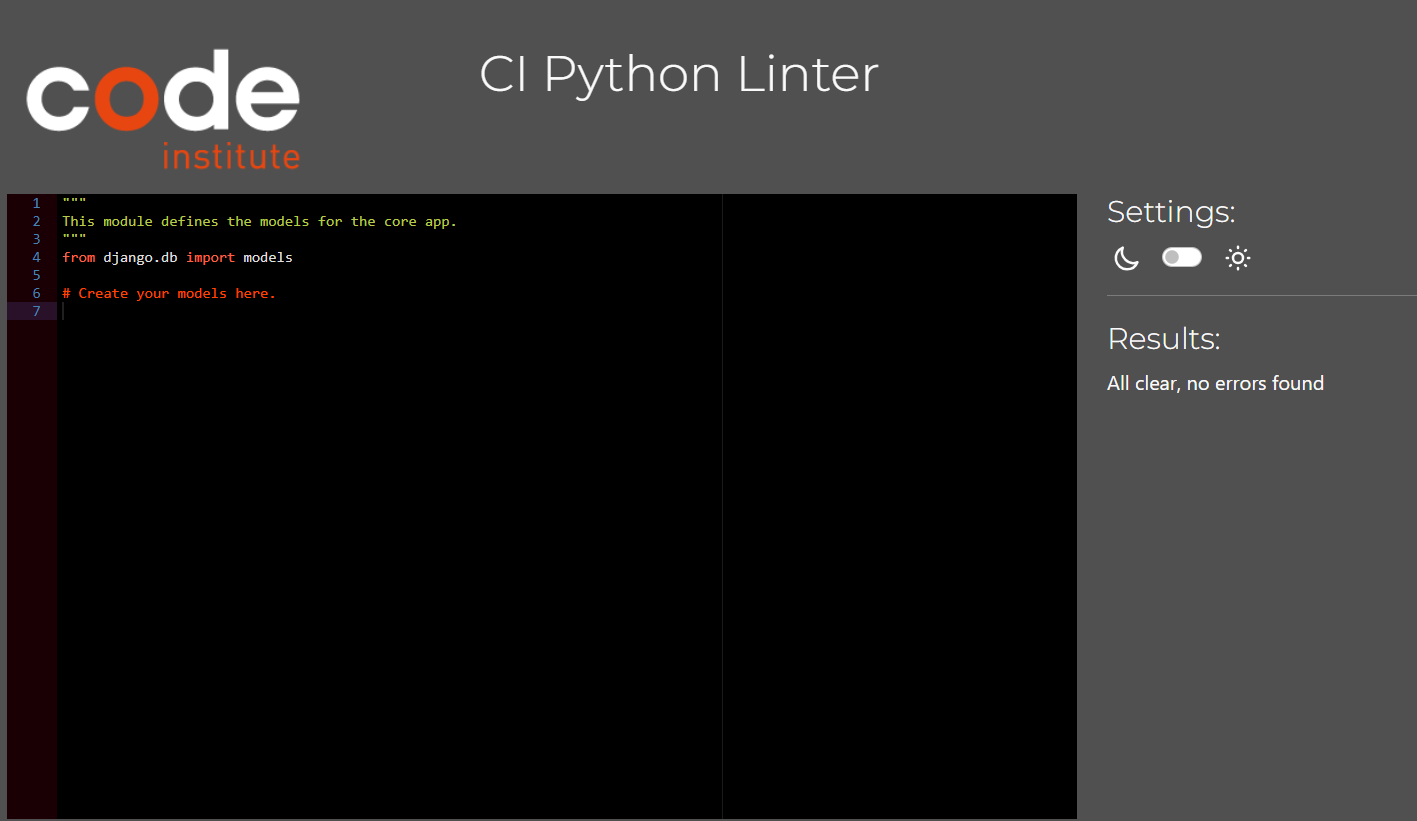 code
institute
CI Python Linter
1 """
2 This module defines the models for the core app.
3 """
4 from django.db import models
5
6 # Create your models here.
7
Settings:
Results:
All clear, no errors found